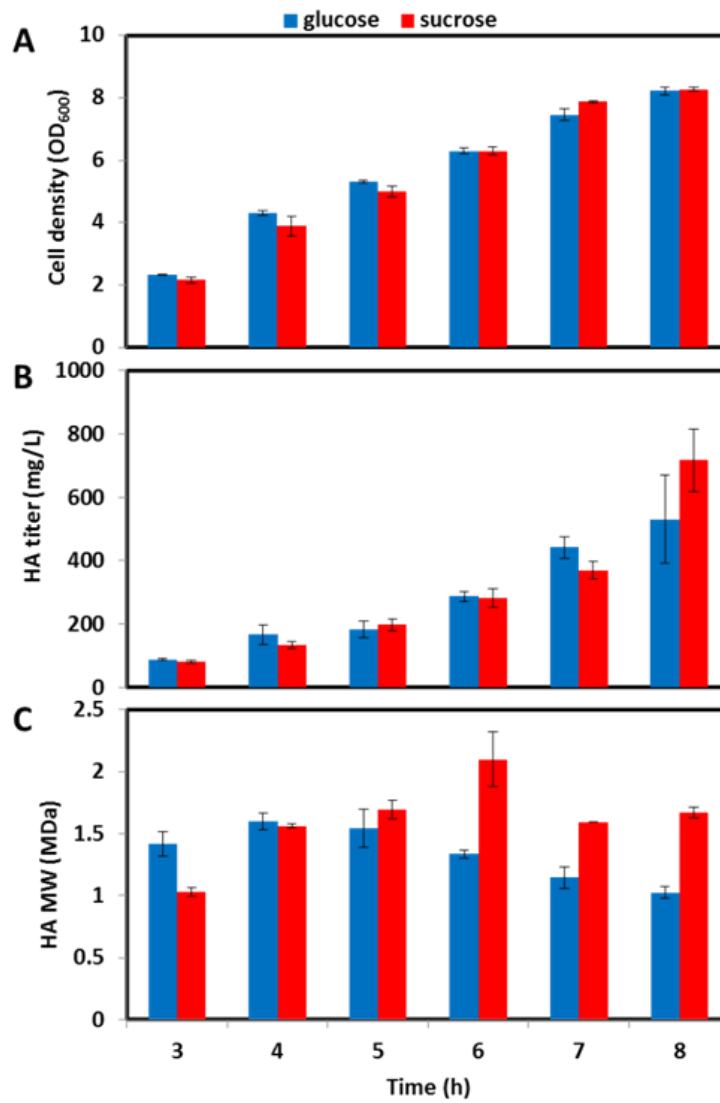 glucose sucrose
A
10
8
6
4
2
0
Cell density (OD600)
B
1000
800
600
400
200
0
HA titer (mg/L)
C
2.5
2
1.5
1
0.5
0
HA MW (MDa)
3 4 5 6 7 8
Time (h)